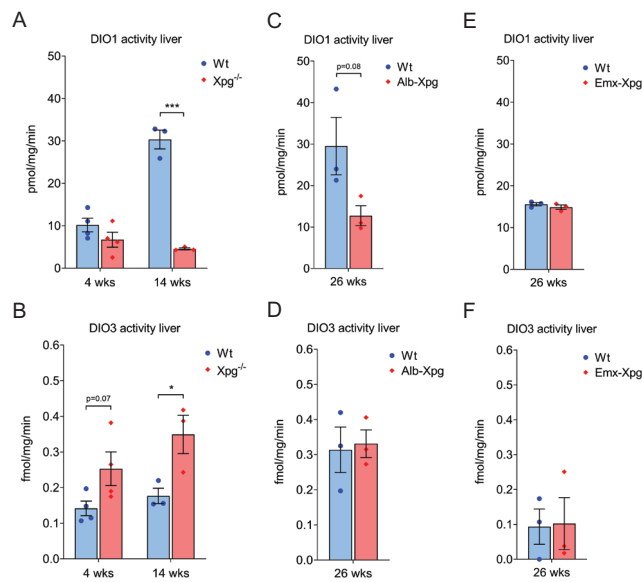 A
DIO1 activity liver
Wt
Xpg-/-
***
50
40
30
20
10
0
pmol/mg/min
4 wks
14 wks
C
DIO1 activity liver
Wt
Alb-Xpg
p=0.08
50
40
30
20
10
0
pmol/mg/min
26 wks
E
DIO1 activity liver
Wt
Emx-Xpg
50
40
30
20
10
0
pmol/mg/min
26 wks
B
DIO3 activity liver
Wt
Xpg-/-
p=0.07
*
0.6
0.5
0.4
0.3
0.2
0.1
0.0
fmol/mg/min
4 wks
14 wks
D
DIO3 activity liver
Wt
Alb-Xpg
0.6
0.5
0.4
0.3
0.2
0.1
0.0
fmol/mg/min
26 wks
F
DIO3 activity liver
Wt
Emx-Xpg
0.6
0.5
0.4
0.3
0.2
0.1
0.0
fmol/mg/min
26 wks